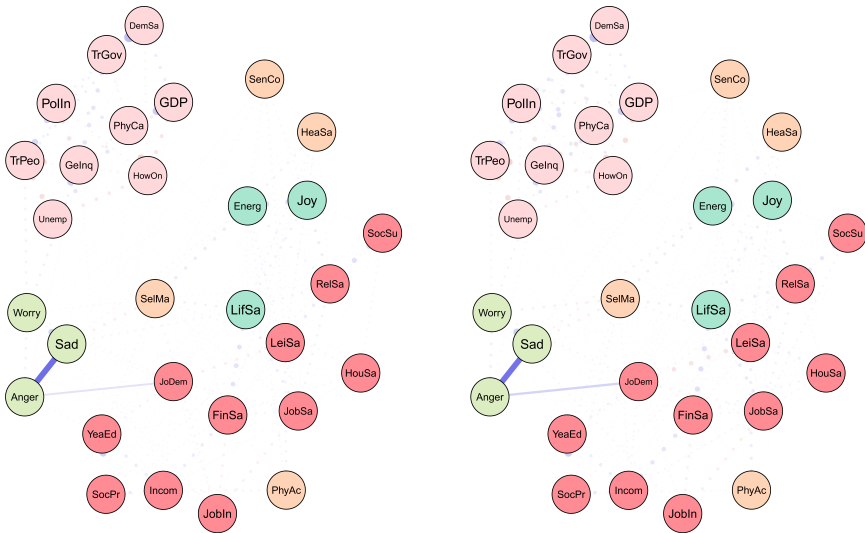 DemSa
TrGov
SenCo
PolIn
GDP
PhyCa
HeaSa
TrPeo
GeInq
HowOn
Unemp
Energ
Joy
SocSu
RelSa
SelMa
Worry
LifSa
Sad
LeiSa
HouSa
JoDem
Anger
FinSa
JobSa
YeaEd
SocPr
Incom
PhyAc
JobIn
DemSa
TrGov
SenCo
PolIn
GDP
PhyCa
HeaSa
TrPeo
GeInq
HowOn
Unemp
Energ
Joy
SocSu
RelSa
SelMa
Worry
LifSa
Sad
LeiSa
HouSa
JoDem
Anger
FinSa
JobSa
YeaEd
SocPr
Incom
PhyAc
JobIn